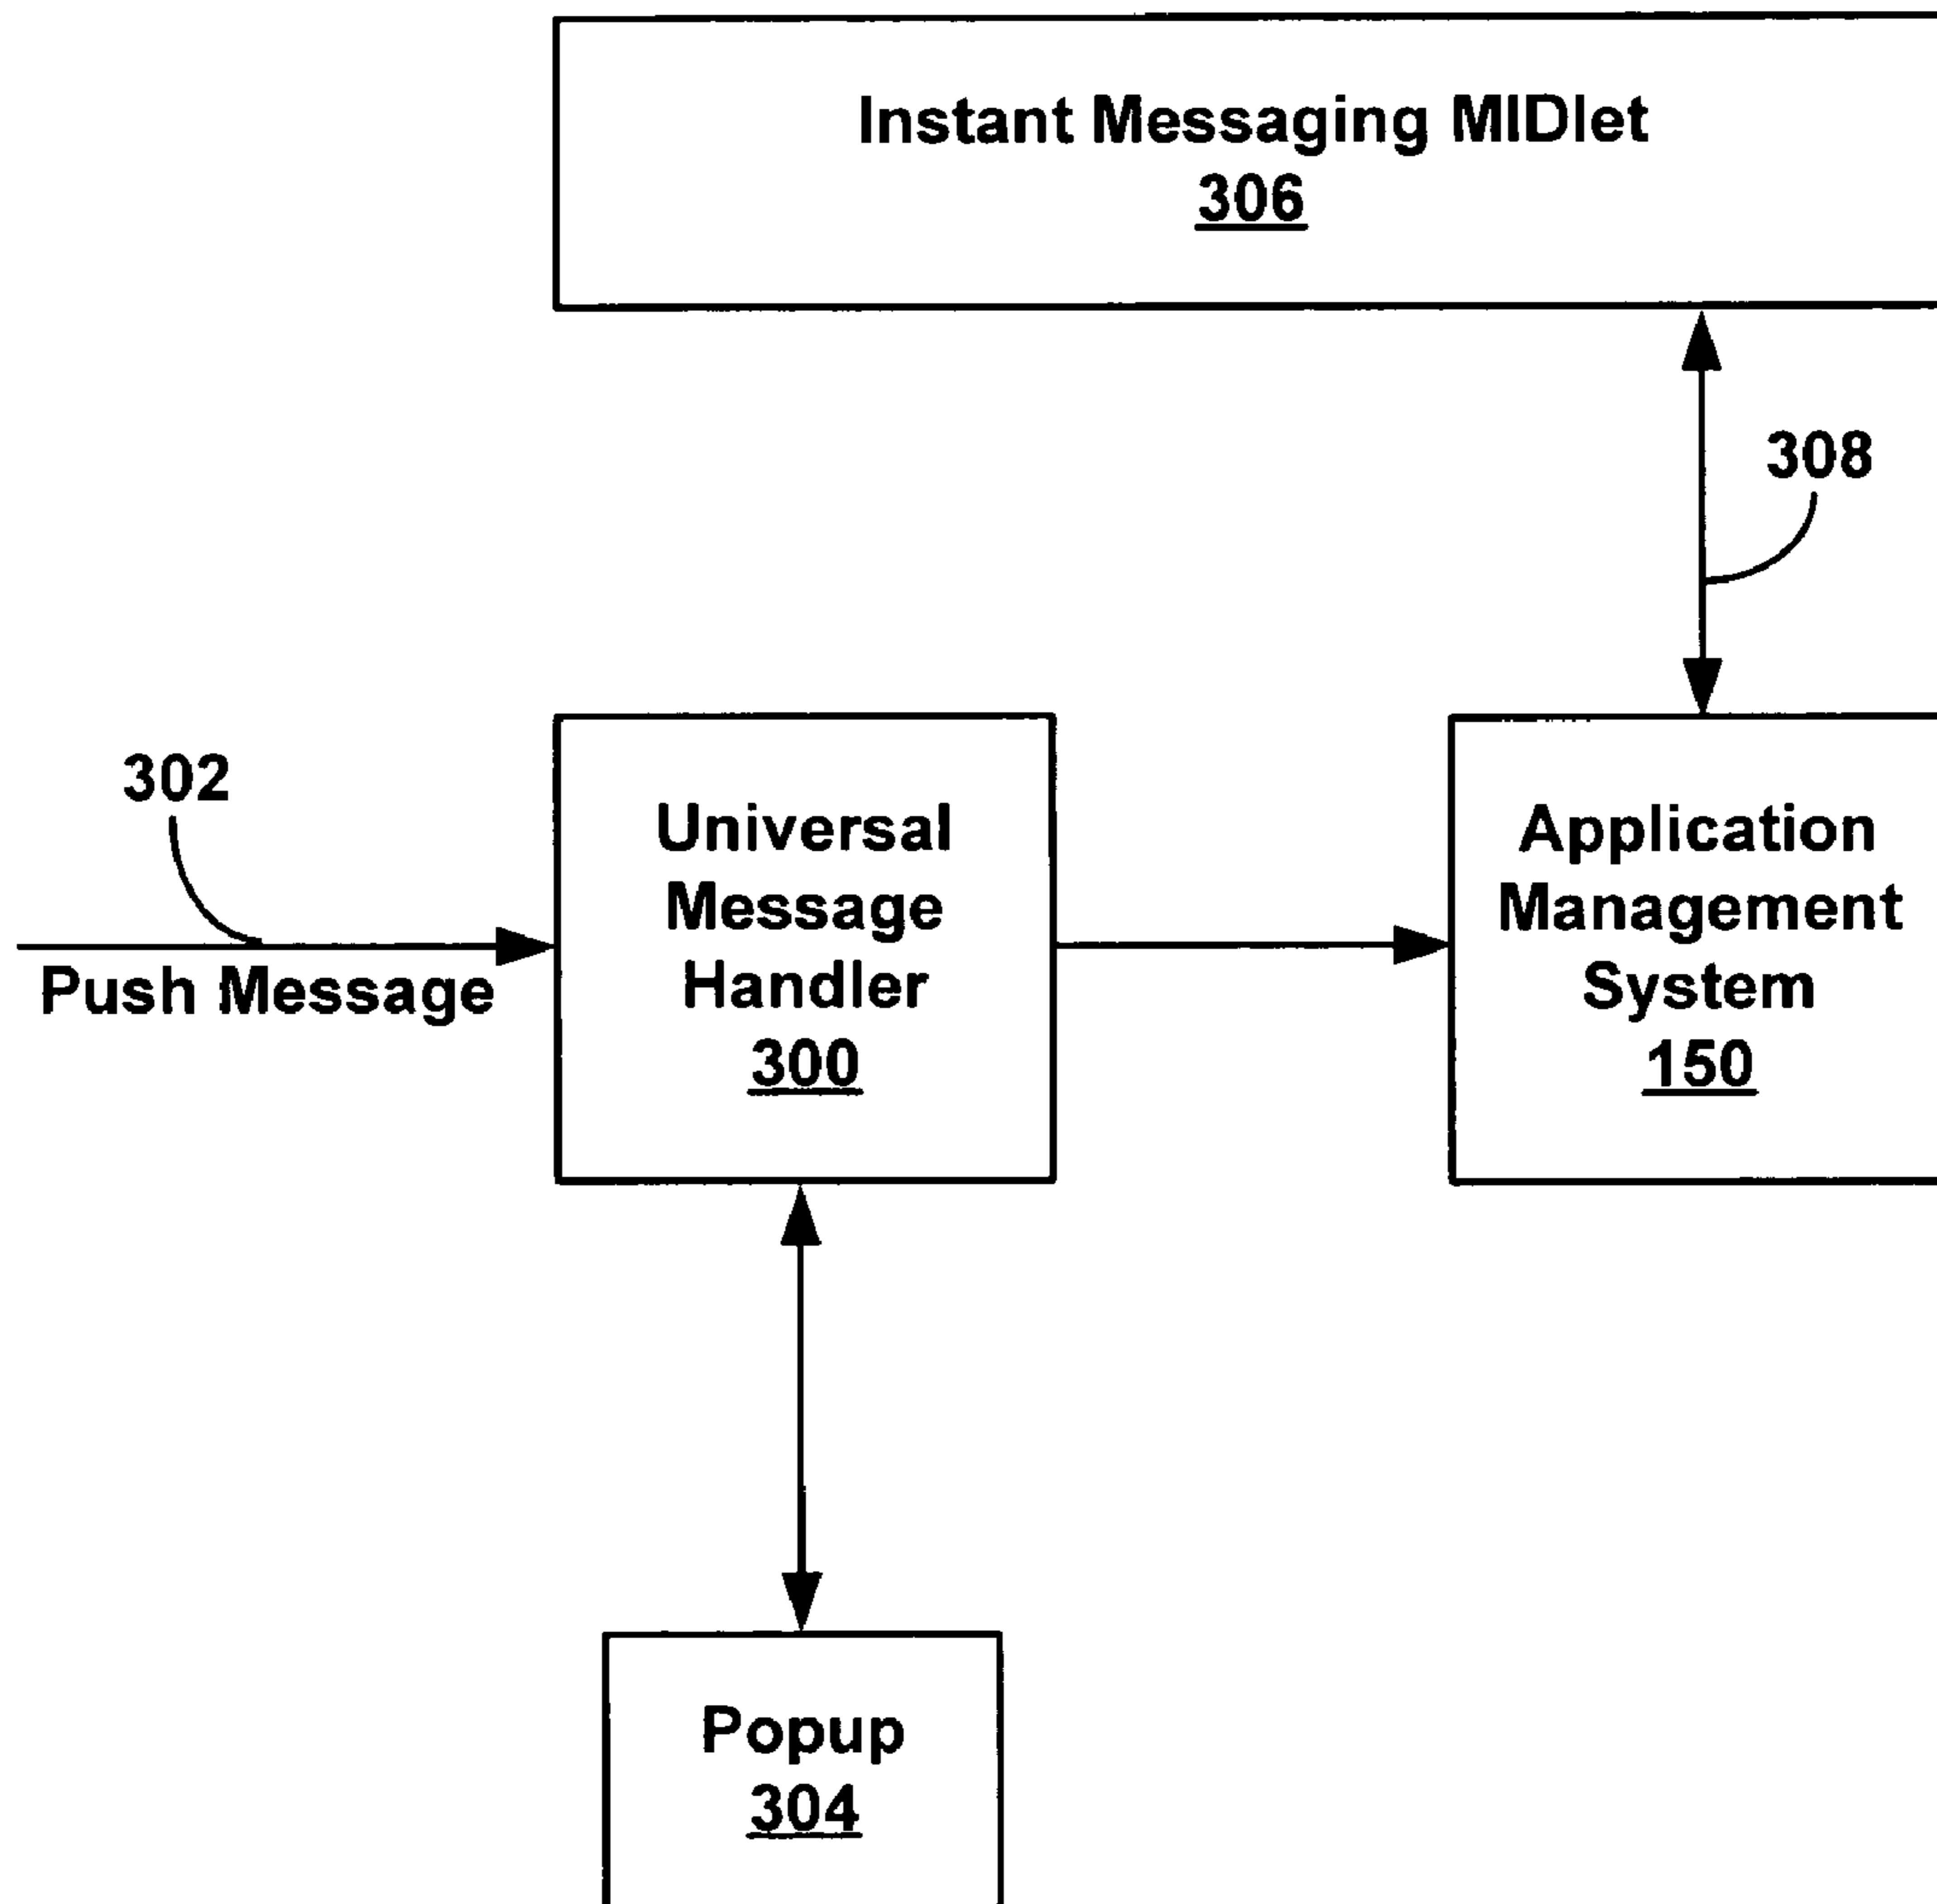 Instant Messaging MIDlet
306
308
302
Push Message
Universal
Message
Handler
300
Application
Management
System
150
Popup
304